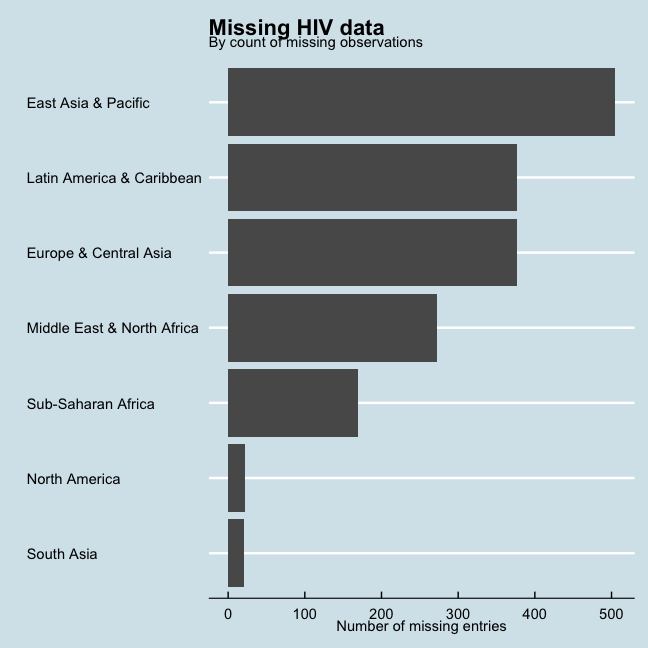 Missing HIV data
By count of missing observations
East Asia & Pacific
Latin America & Caribbean
Europe & Central Asia
Middle East & North Africa
Sub-Saharan Africa
North America
South Asia
0 100 200 300 400 500
Number of missing entries